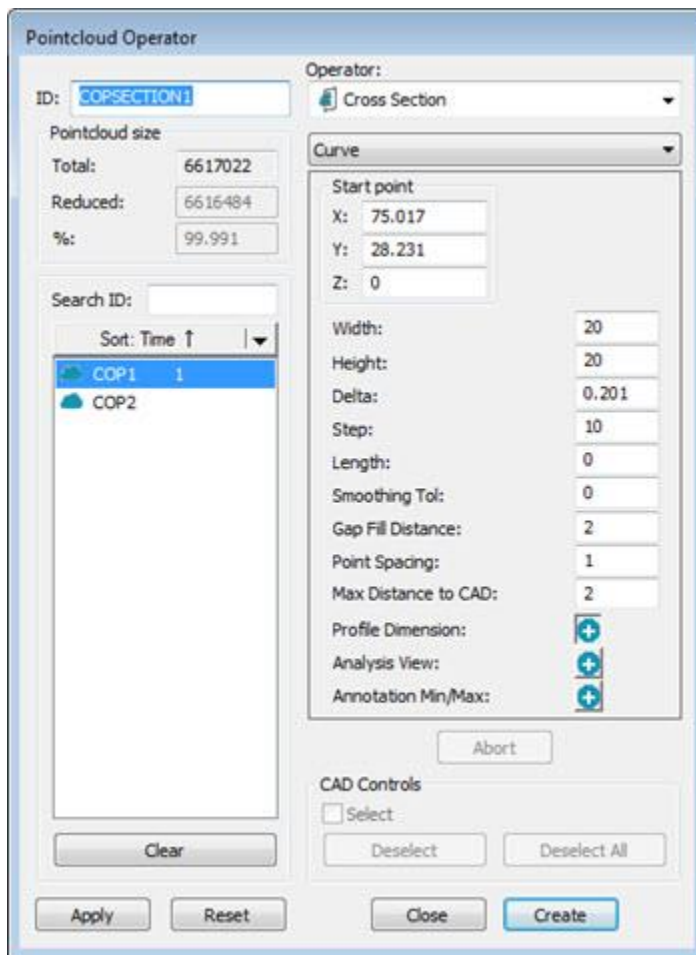 Pointcloud Operator
ID: COPSECTION1
Pointcloud size
Total: 6617022
Reduced: 6616484
%: 99.991
Search ID:
Sort: Time ↑
COP1 1
COP2
Clear
Apply Reset
Operator:
Cross Section
Curve
Start point
X: 75.017
Y: 28.231
Z: 0
Width: 20
Height: 20
Delta: 0.201
Step: 10
Length: 0
Smoothing Tol: 0
Gap Fill Distance: 2
Point Spacing: 1
Max Distance to CAD: 2
Profile Dimension:
Analysis View:
Annotation Min/Max:
Abort
CAD Controls
Select
Deselect Deselect All
Close Create